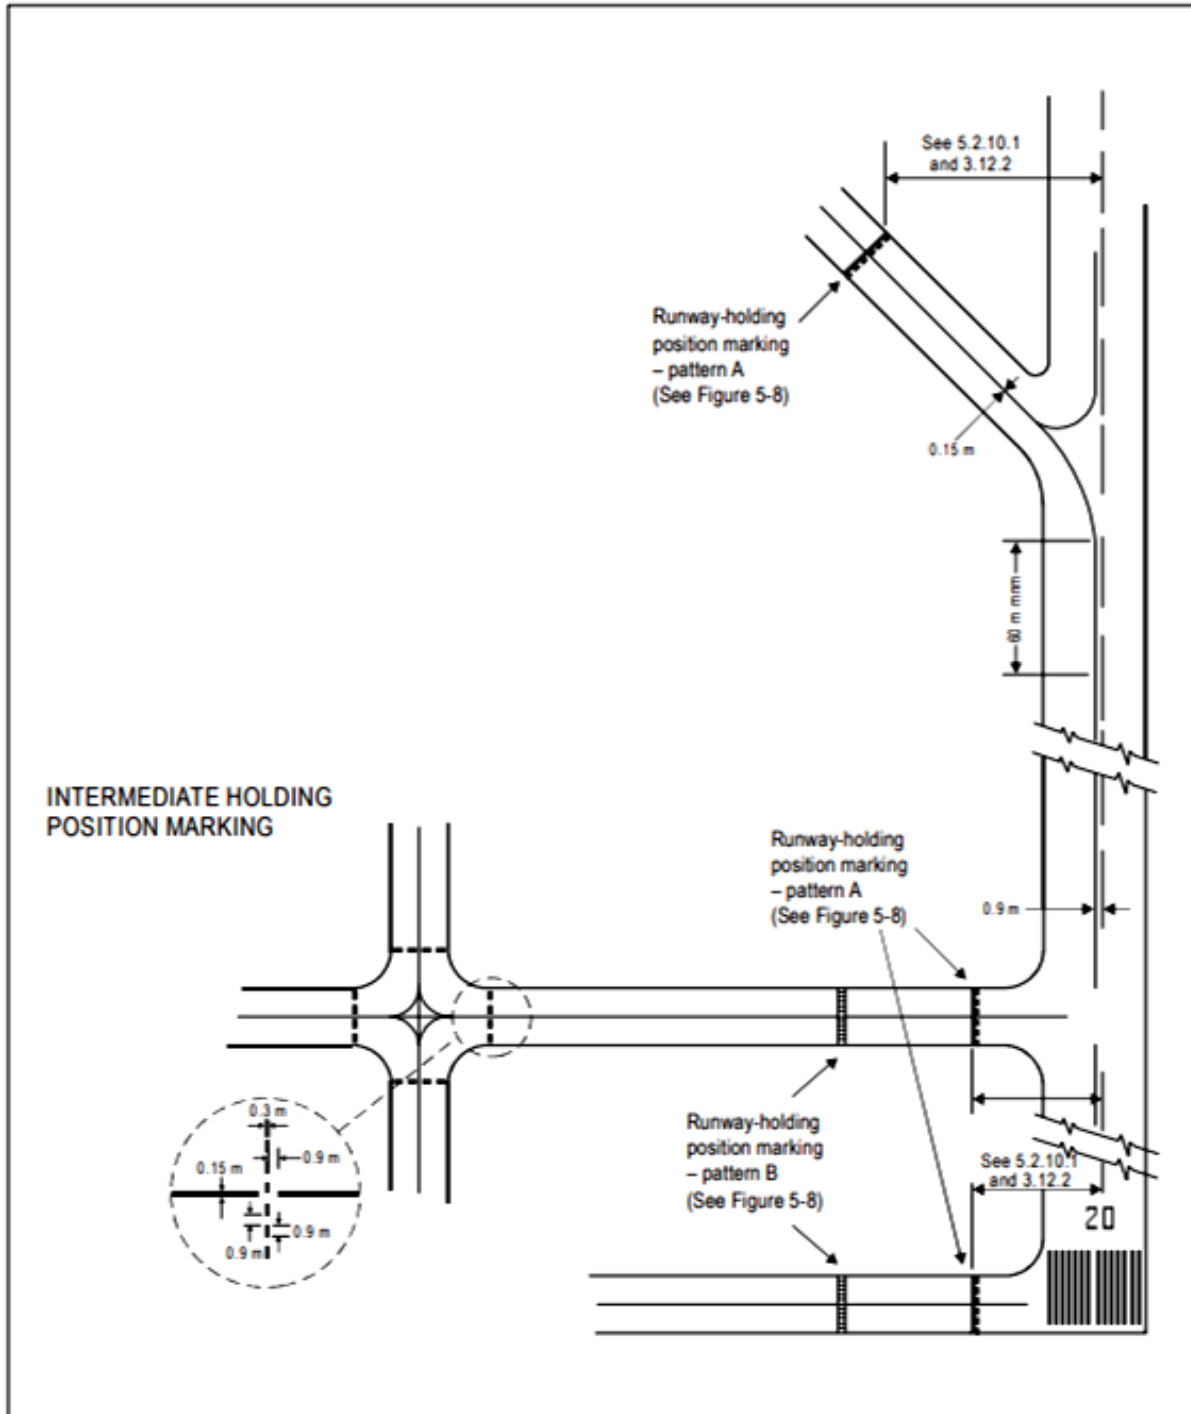 See 5.2.10.1
and 3.12.2
Runway-holding
position marking
– pattern A
(See Figure 5-8)
0.15 m
60 m mnm
INTERMEDIATE HOLDING
POSITION MARKING
Runway-holding
position marking
– pattern A
(See Figure 5-8)
0.9 m
0.3 m
0.15 m
0.9 m
0.9 m
0.9 m
Runway-holding
position marking
– pattern B
(See Figure 5-8)
See 5.2.10.1
and 3.12.2
20